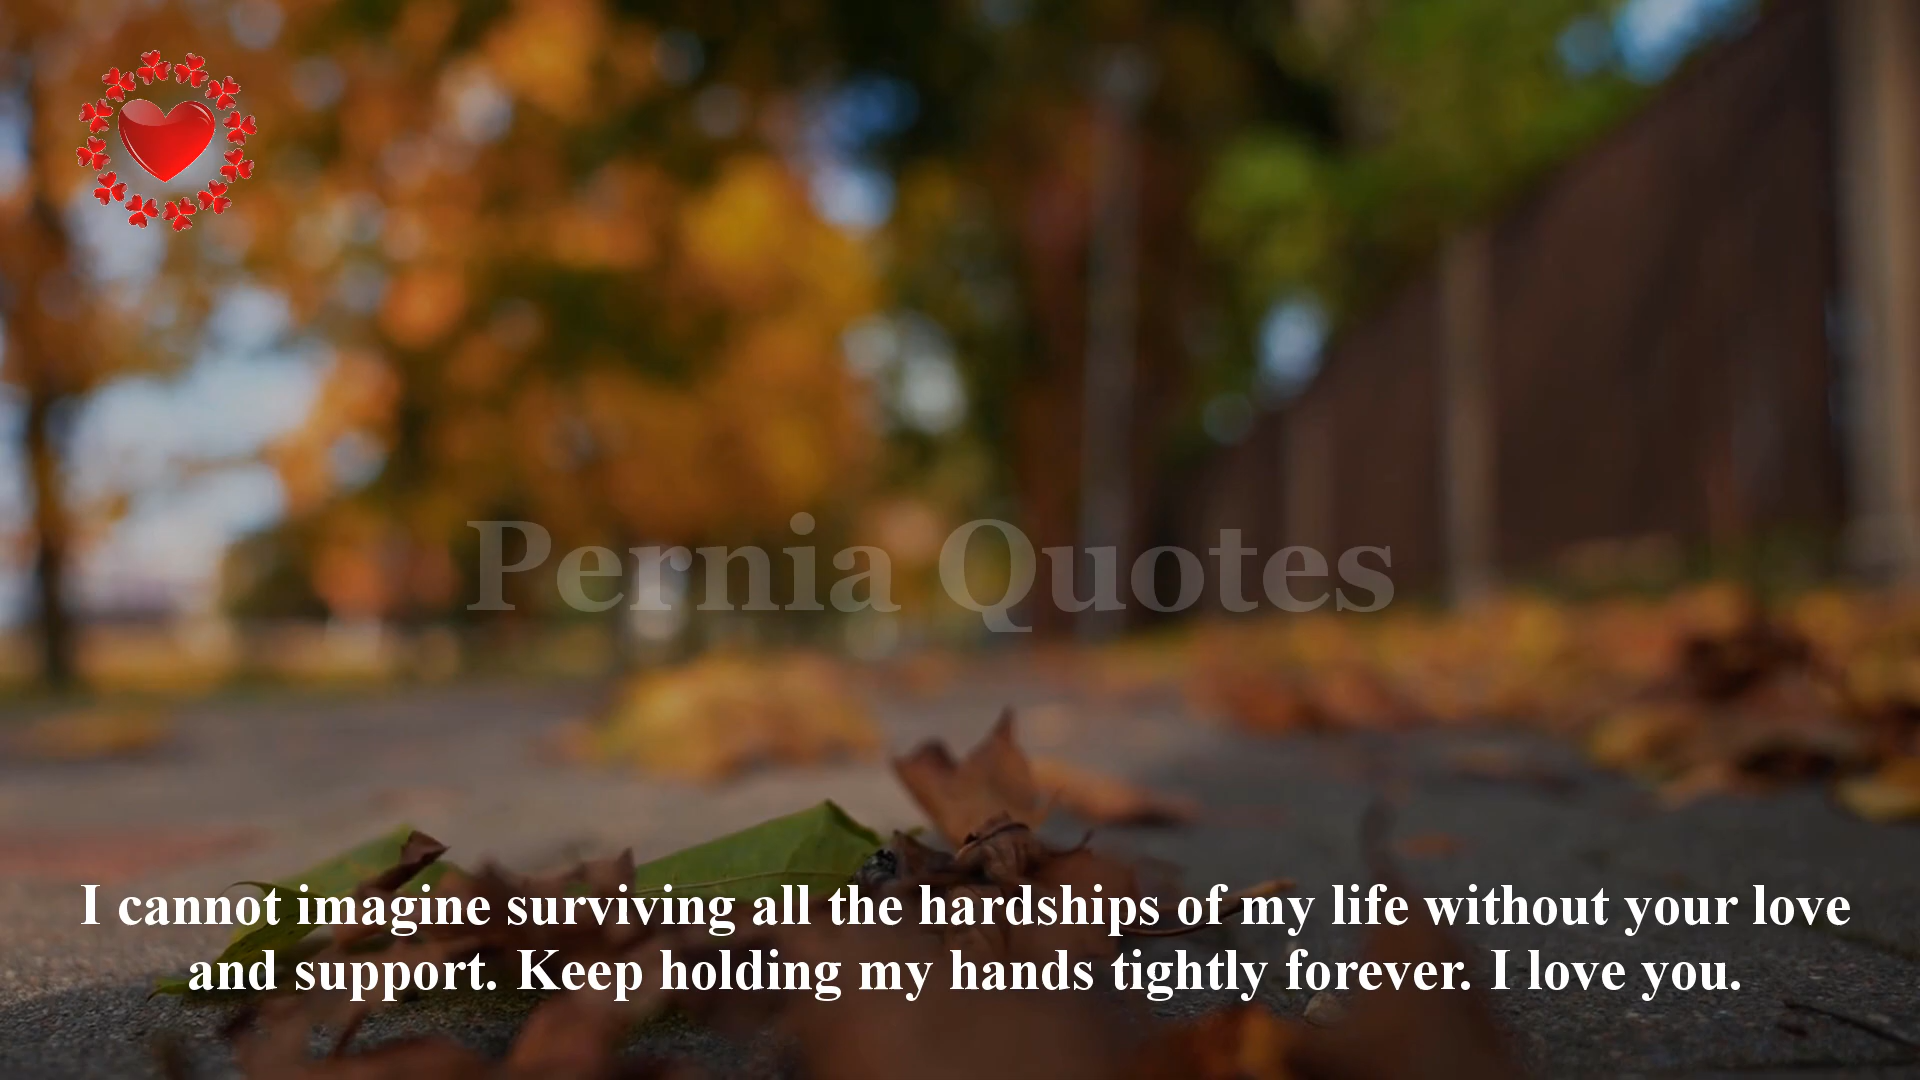 Pernia Quotes
I cannot imagine surviving all the hardships of my life without your love
and support. Keep holding my hands tightly forever. I love you.